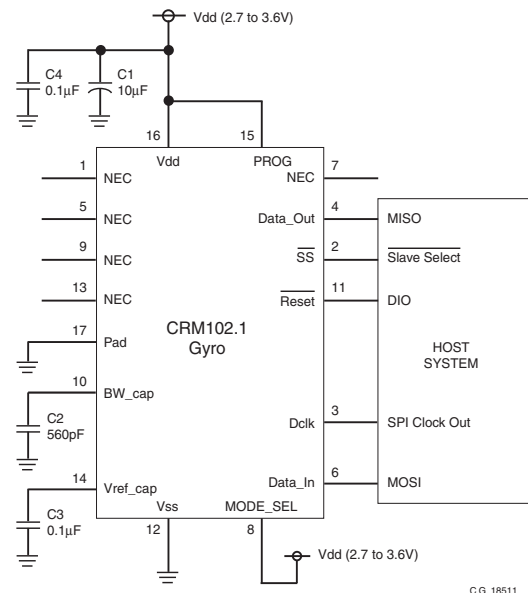 Vdd (2.7 to 3.6V)
C4
0.1µF
C1
10µF
16
15
Vdd
PROG
1
NEC
NEC
7
5
NEC
Data_Out
4
MISO
9
NEC
SS
2
Slave Select
13
NEC
Reset
11
DIO
CRM102.1
Gyro
HOST
SYSTEM
17
Pad
10
BW_cap
C2
560pF
Dclk
3
SPI Clock Out
14
Vref_cap
Data_In
6
MOSI
C3
0.1µF
Vss
MODE_SEL
12
8
Vdd (2.7 to 3.6V)
C.G. 18511